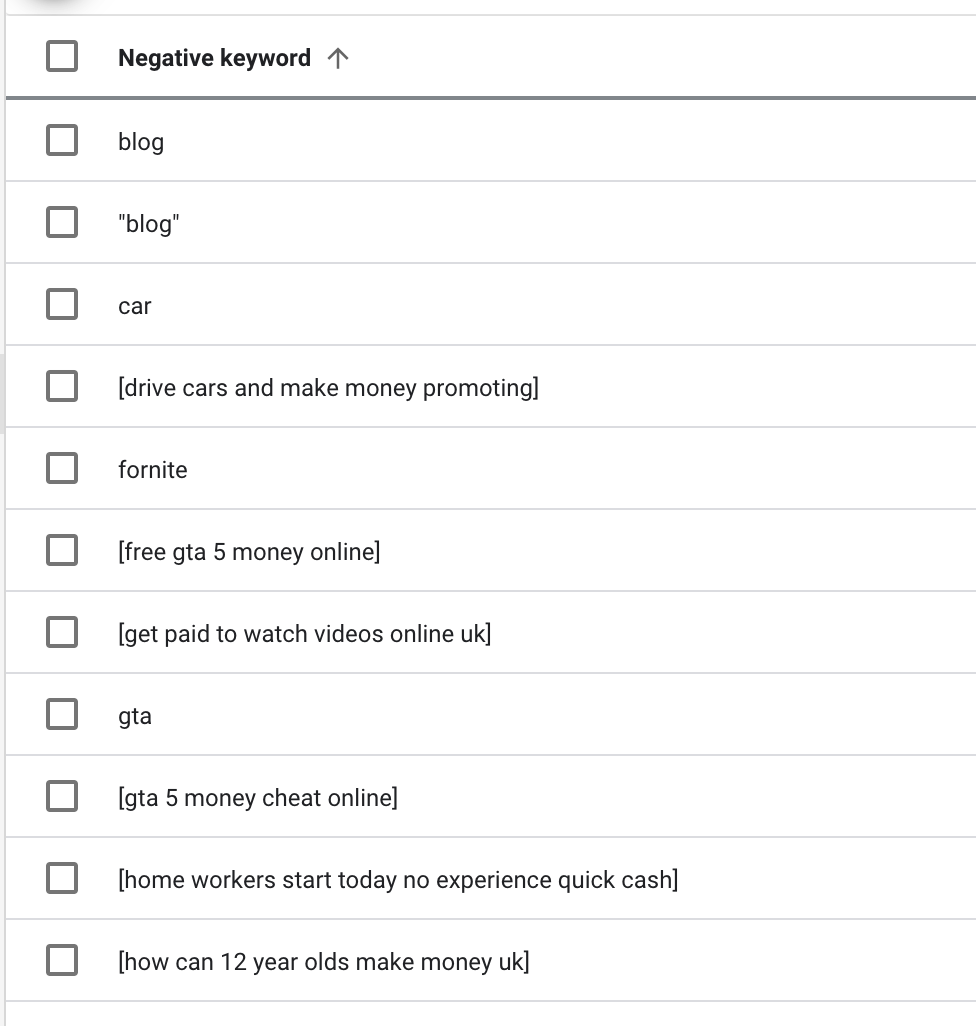 Negative keyword ↑
blog
"blog"
car
[drive cars and make money promoting]
fornite
[free gta 5 money online]
[get paid to watch videos online uk]
gta
[gta 5 money cheat online]
[home workers start today no experience quick cash]
[how can 12 year olds make money uk]